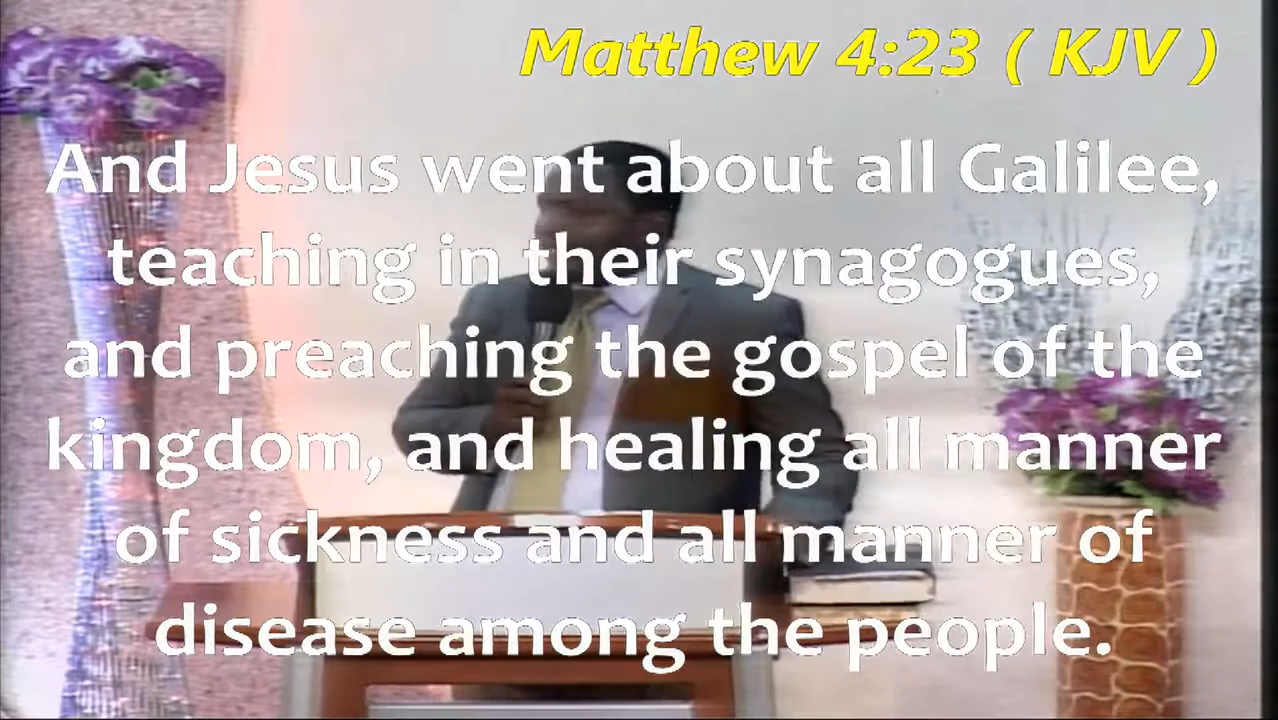 Matthew 4:23 ( KJV )
And Jesus went about all Galilee,
teaching in their synagogues,
and preaching the gospel of the
kingdom, and healing all manner
of sickness and all manner of
disease among the people.